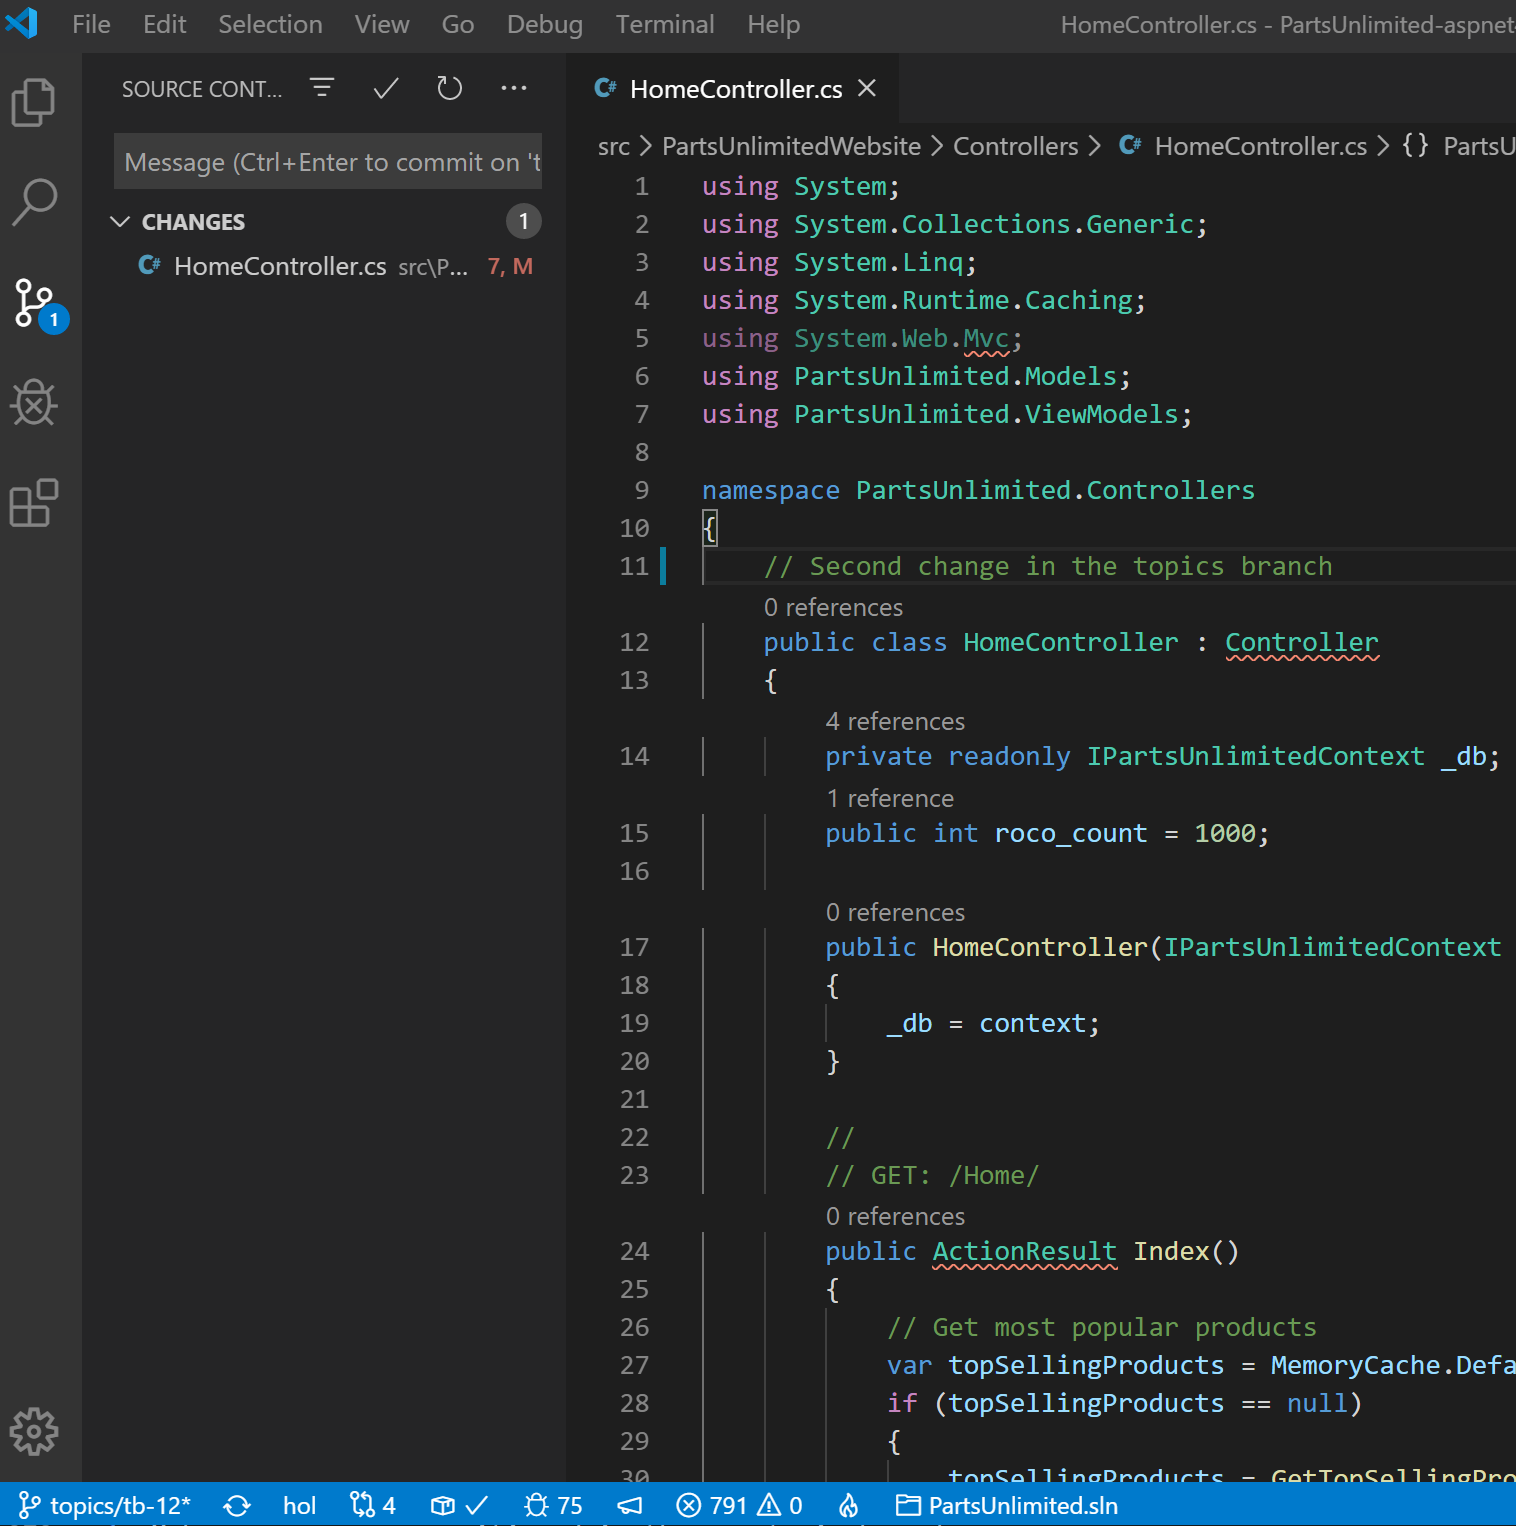 File Edit Selection View Go Debug Terminal Help HomeController.cs - PartsUnlimited-aspnet
SOURCE CONT...
Message (Ctrl+Enter to commit on 't
CHANGES 1
HomeController.cs src\P... 7, M
1
HomeController.cs
src > PartsUnlimitedWebsite > Controllers > HomeController.cs > {} PartsU
1 using System;
2 using System.Collections.Generic;
3 using System.Linq;
4 using System.Runtime.Caching;
5 using System.Web.Mvc;
6 using PartsUnlimited.Models;
7 using PartsUnlimited.ViewModels;
8
9 namespace PartsUnlimited.Controllers
10 {
11 // Second change in the topics branch
0 references
12 public class HomeController : Controller
13 {
4 references
14 private readonly IPartsUnlimitedContext _db;
1 reference
15 public int roco_count = 1000;
16
0 references
17 public HomeController(IPartsUnlimitedContext
18 {
19 _db = context;
20 }
21
22 //
23 // GET: /Home/
0 references
24 public ActionResult Index()
25 {
26 // Get most popular products
27 var topSellingProducts = MemoryCache.Defa
28 if (topSellingProducts == null)
29 {
30 topSellingProducts = GetTopSellingPro
topics/tb-12* hol 4 75 791 0 PartsUnlimited.sln